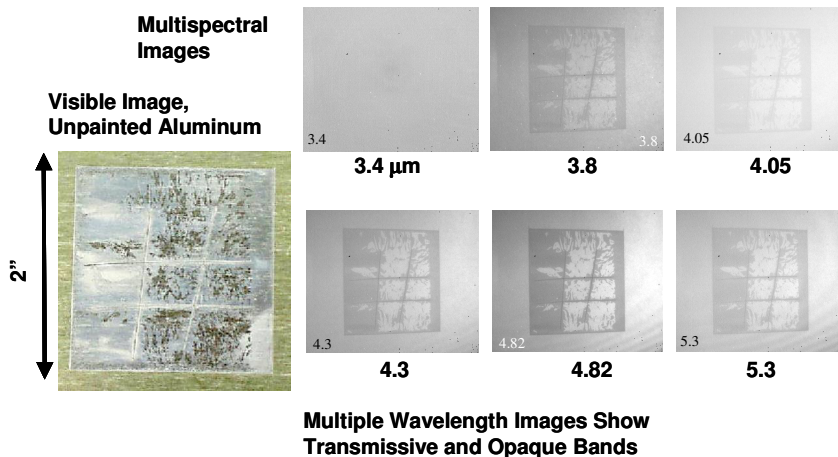 Multispectral
Images
Visible Image,
Unpainted Aluminum
2”
3.4
3.4 μm
3.8
3.8
4.05
4.05
4.3
4.3
4.82
4.82
5.3
5.3
Multiple Wavelength Images Show
Transmissive and Opaque Bands